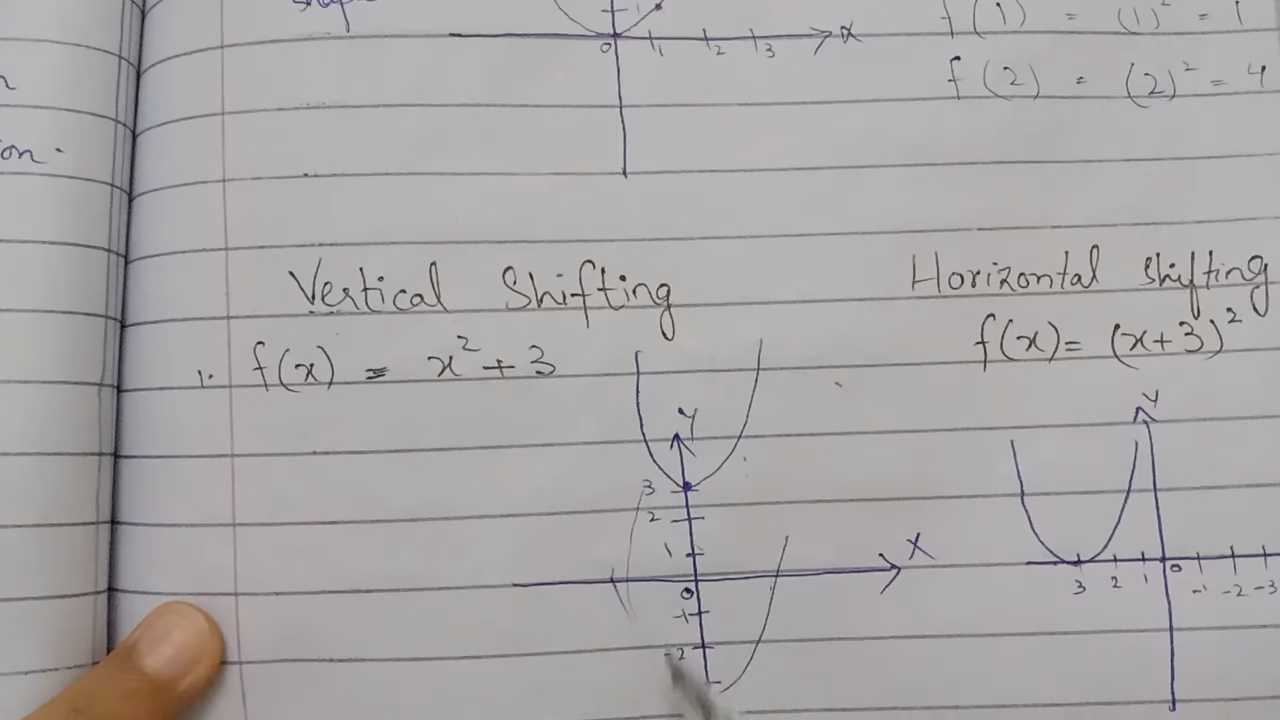 0 1 2 3 x
f(1) = (1)² = 1
f(2) = (2)² = 4
on.
Vertical Shifting
1. f(x) = x² + 3
Y
3
2
1
X
0
-1
-2
Horizontal shifting
f(x) = (x+3)²
Y
3 2 1 0 -1 -2 -3